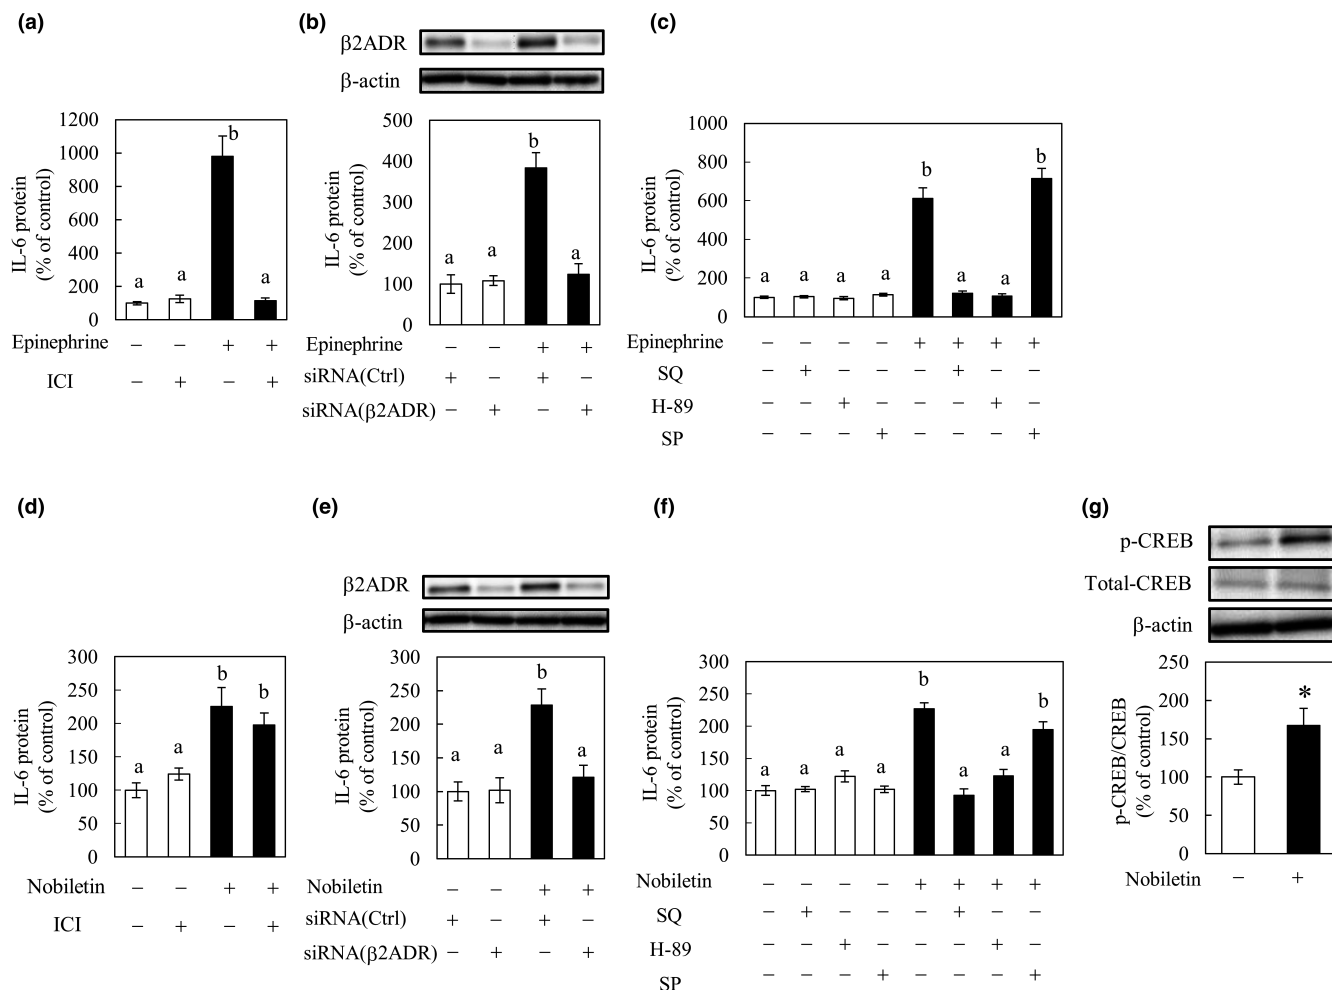 (a)
1200
1000
800
600
400
200
0
IL-6 protein
(% of control)
a
a
b
a
Epinephrine − − + +
ICI − + − +
(b)
β2ADR
β-actin
500
400
300
200
100
0
IL-6 protein
(% of control)
a
a
b
a
Epinephrine − − + +
siRNA(Ctrl) + − + −
siRNA(β2ADR) − + − +
(c)
1000
800
600
400
200
0
IL-6 protein
(% of control)
a
a
a
a
b
a
a
b
Epinephrine − − − − + + + +
SQ − + − − − + − −
H-89 − − + − − − + −
SP − − − + − − − +
(d)
300
250
200
150
100
50
0
IL-6 protein
(% of control)
a
a
b
b
Nobiletin − − + +
ICI − + − +
(e)
β2ADR
β-actin
300
250
200
150
100
50
0
IL-6 protein
(% of control)
a
a
b
a
Nobiletin − − + +
siRNA(Ctrl) + − + −
siRNA(β2ADR) − + − +
(f)
300
250
200
150
100
50
0
IL-6 protein
(% of control)
a
a
a
a
b
a
a
b
Nobiletin − − − − + + + +
SQ − + − − − + − −
H-89 − − + − − − + −
SP − − − + − − − +
(g)
p-CREB
Total-CREB
β-actin
250
200
150
100
50
0
p-CREB/CREB
(% of control)
*
Nobiletin − +